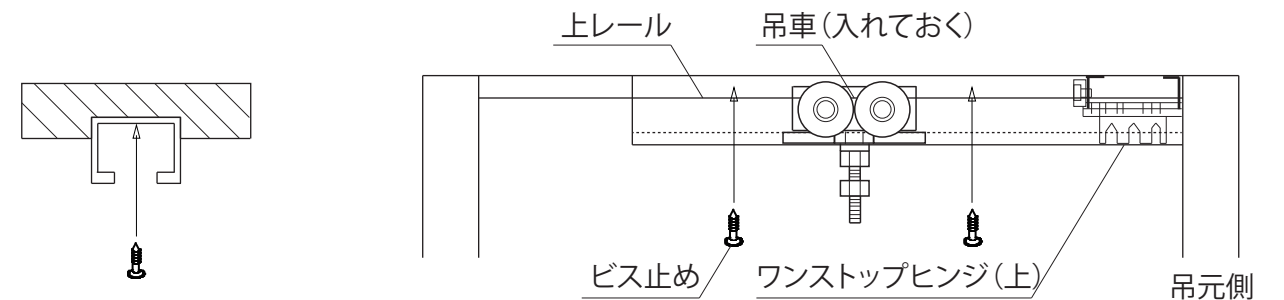 上レール
吊車（入れておく）
ビス止め
ワンストップヒンジ（上）
吊元側